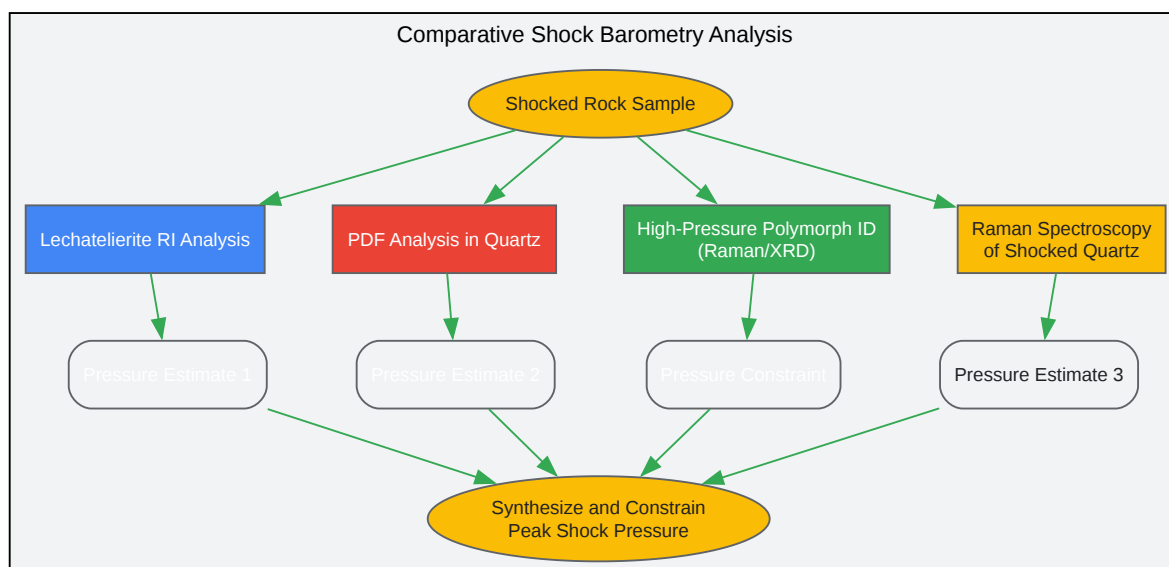 Comparative Shock Barometry Analysis
Shocked Rock Sample
Lechatelierite RI Analysis
PDF Analysis in Quartz
High-Pressure Polymorph ID
(Raman/XRD)
Raman Spectroscopy
of Shocked Quartz
Pressure Estimate 1
Pressure Estimate 2
Pressure Constraint
Pressure Estimate 3
Synthesize and Constrain
Peak Shock Pressure